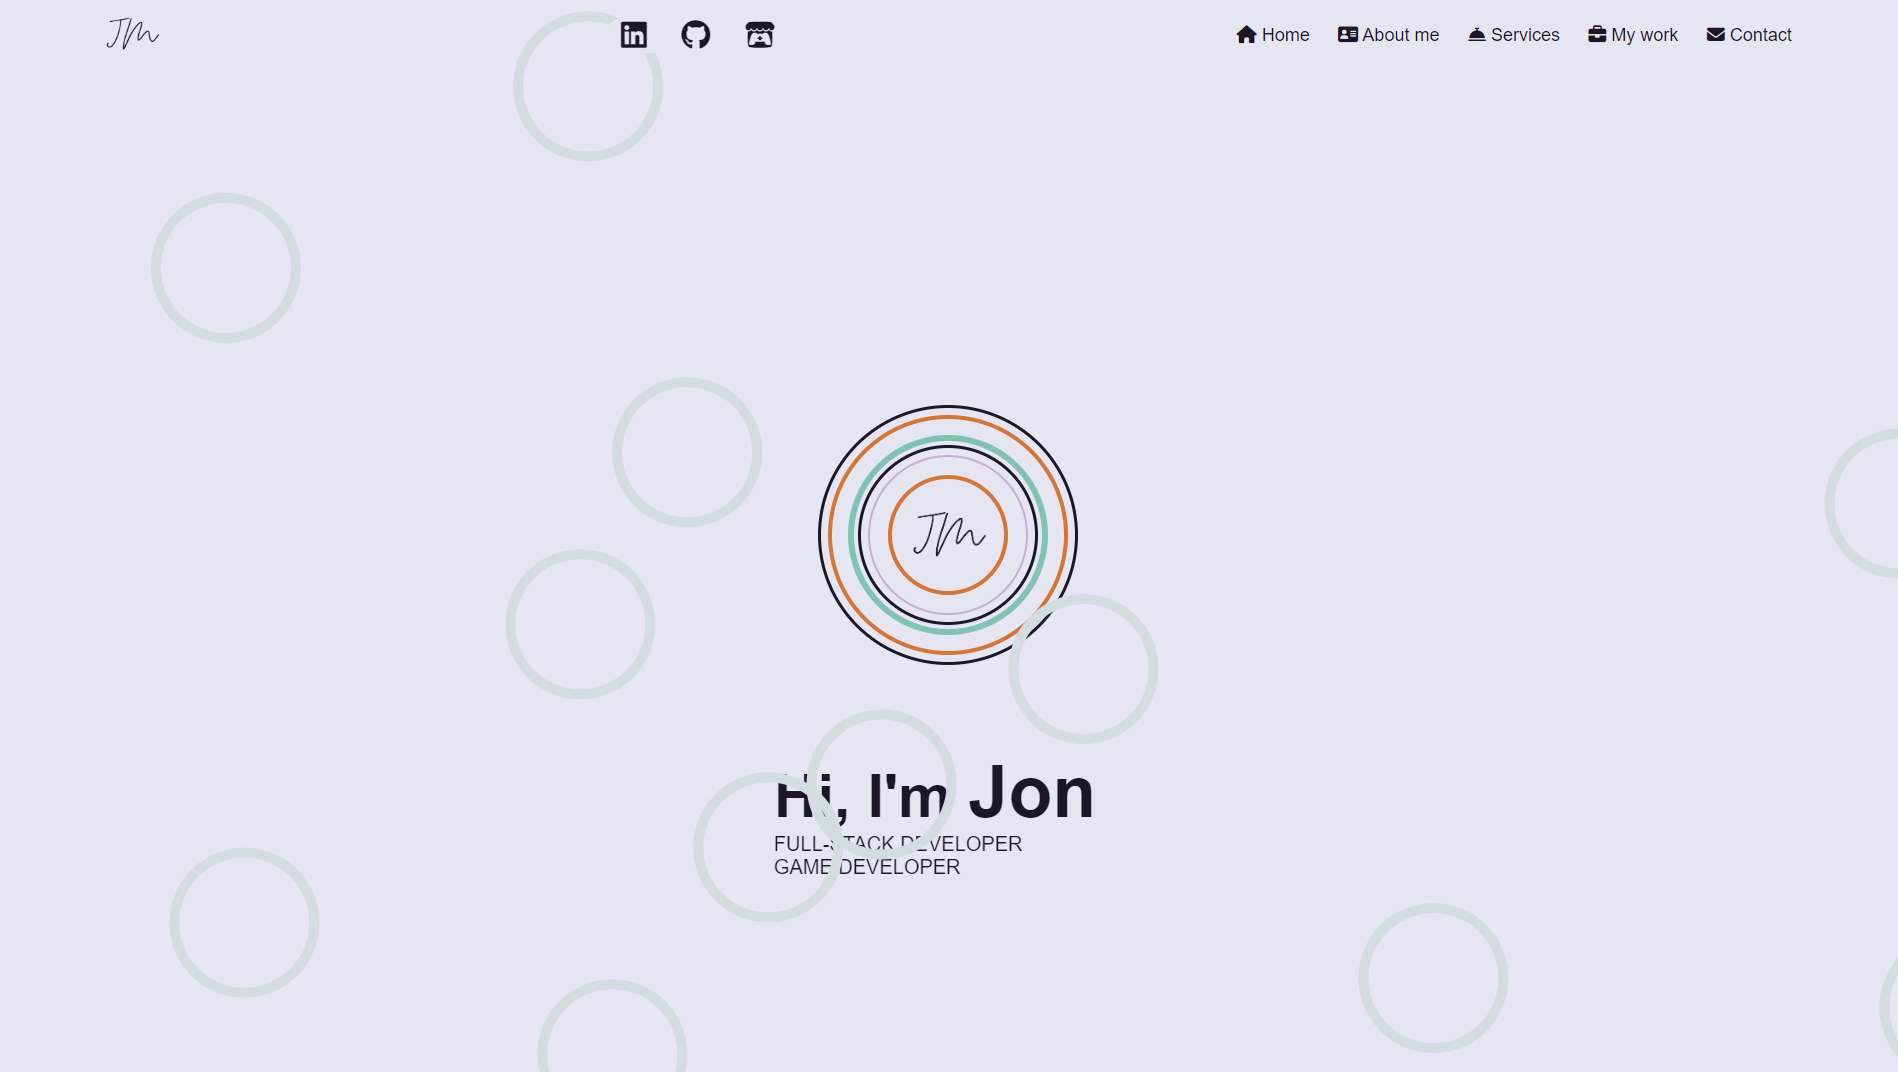 JM
Home
About me
Services
My work
Contact
JM
Hi, I'm Jon
FULL-STACK DEVELOPER
GAME DEVELOPER